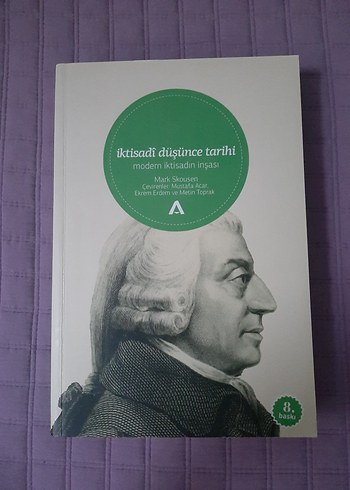 iktisadî düşünce tarihi
modern iktisadın inşası
Mark Skousen
Çevirenler: Mustafa Acar,
Ekrem Erdem ve Metin Toprak
8.
baskı